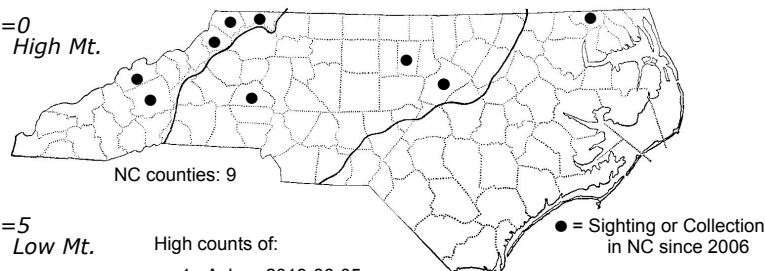 =0
High Mt.
NC counties: 9
=5
Low Mt.
High counts of:
● = Sighting or Collection
in NC since 2006